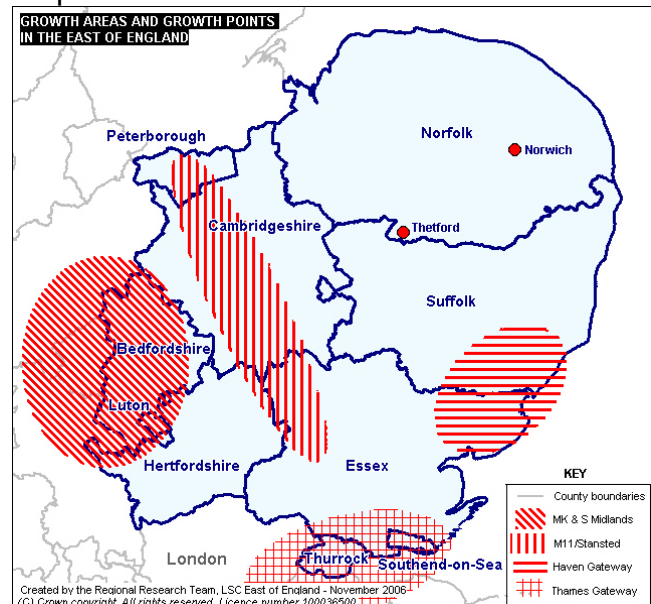 GROWTH AREAS AND GROWTH POINTS
IN THE EAST OF ENGLAND
Peterborough
Norfolk
Norwich
Cambridgeshire
Thetford
Suffolk
Bedfordshire
Luton
Hertfordshire
Essex
KEY
County boundaries
MK & S Midlands
M11/Stansted
Haven Gateway
Thames Gateway
London
Thurrock
Southend-on-Sea
Created by the Regional Research Team, LSC East of England - November 2006
(C) Crown copyright. All rights reserved. Licence number 100036500